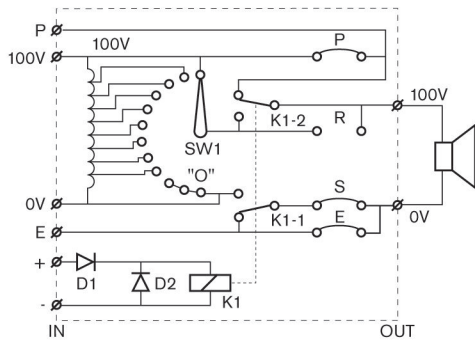 P
100V
100V
P
100V
K1-2
R
SW1
"O"
S
0V
K1-1
0V
E
E
+
D1
D2
K1
-
IN
OUT